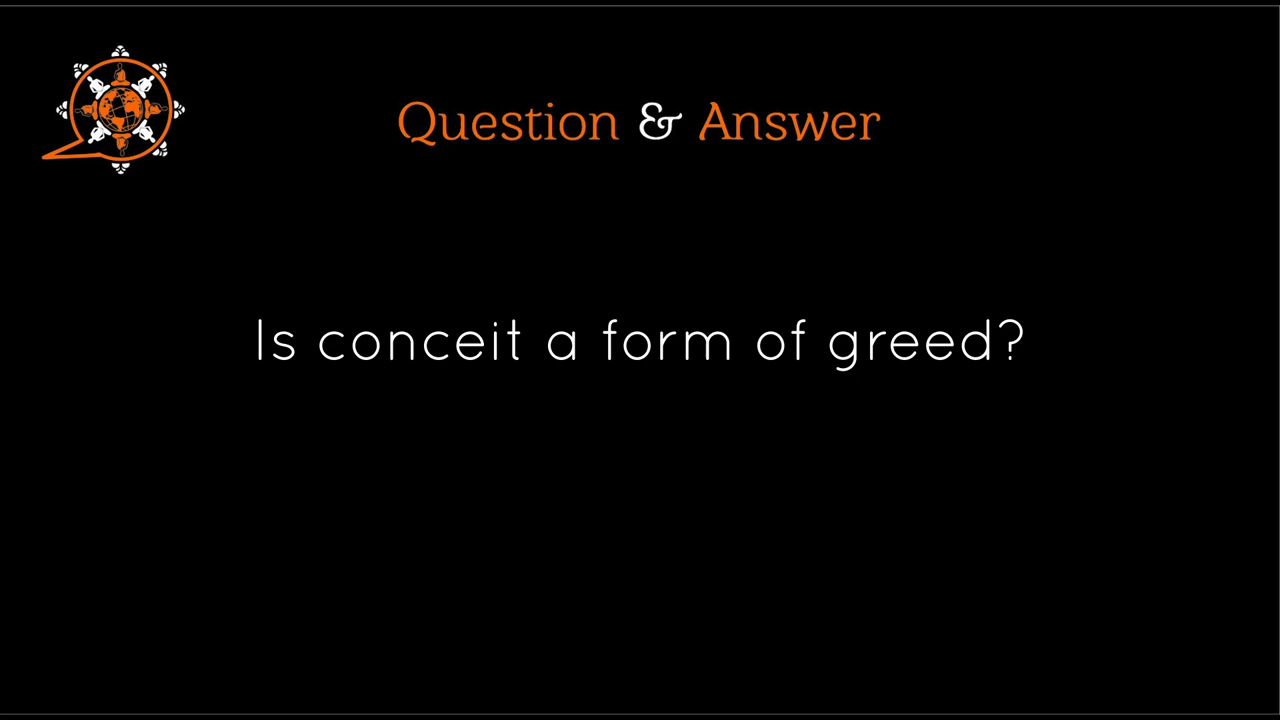 Question & Answer
Is conceit a form of greed?